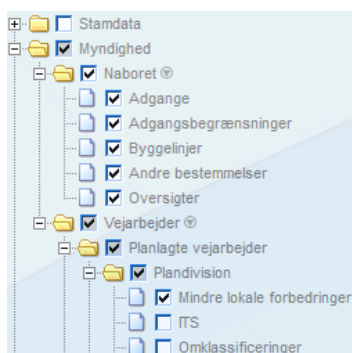 Stamdata
Myndighed
Naboret
Adgange
Adgangsbegrænsninger
Byggelinjer
Andre bestemmelser
Oversigter
Vejarbejder
Planlagte vejarbejder
Plandivision
Mindre lokale forbedringer
ITS
Omklassificeringer